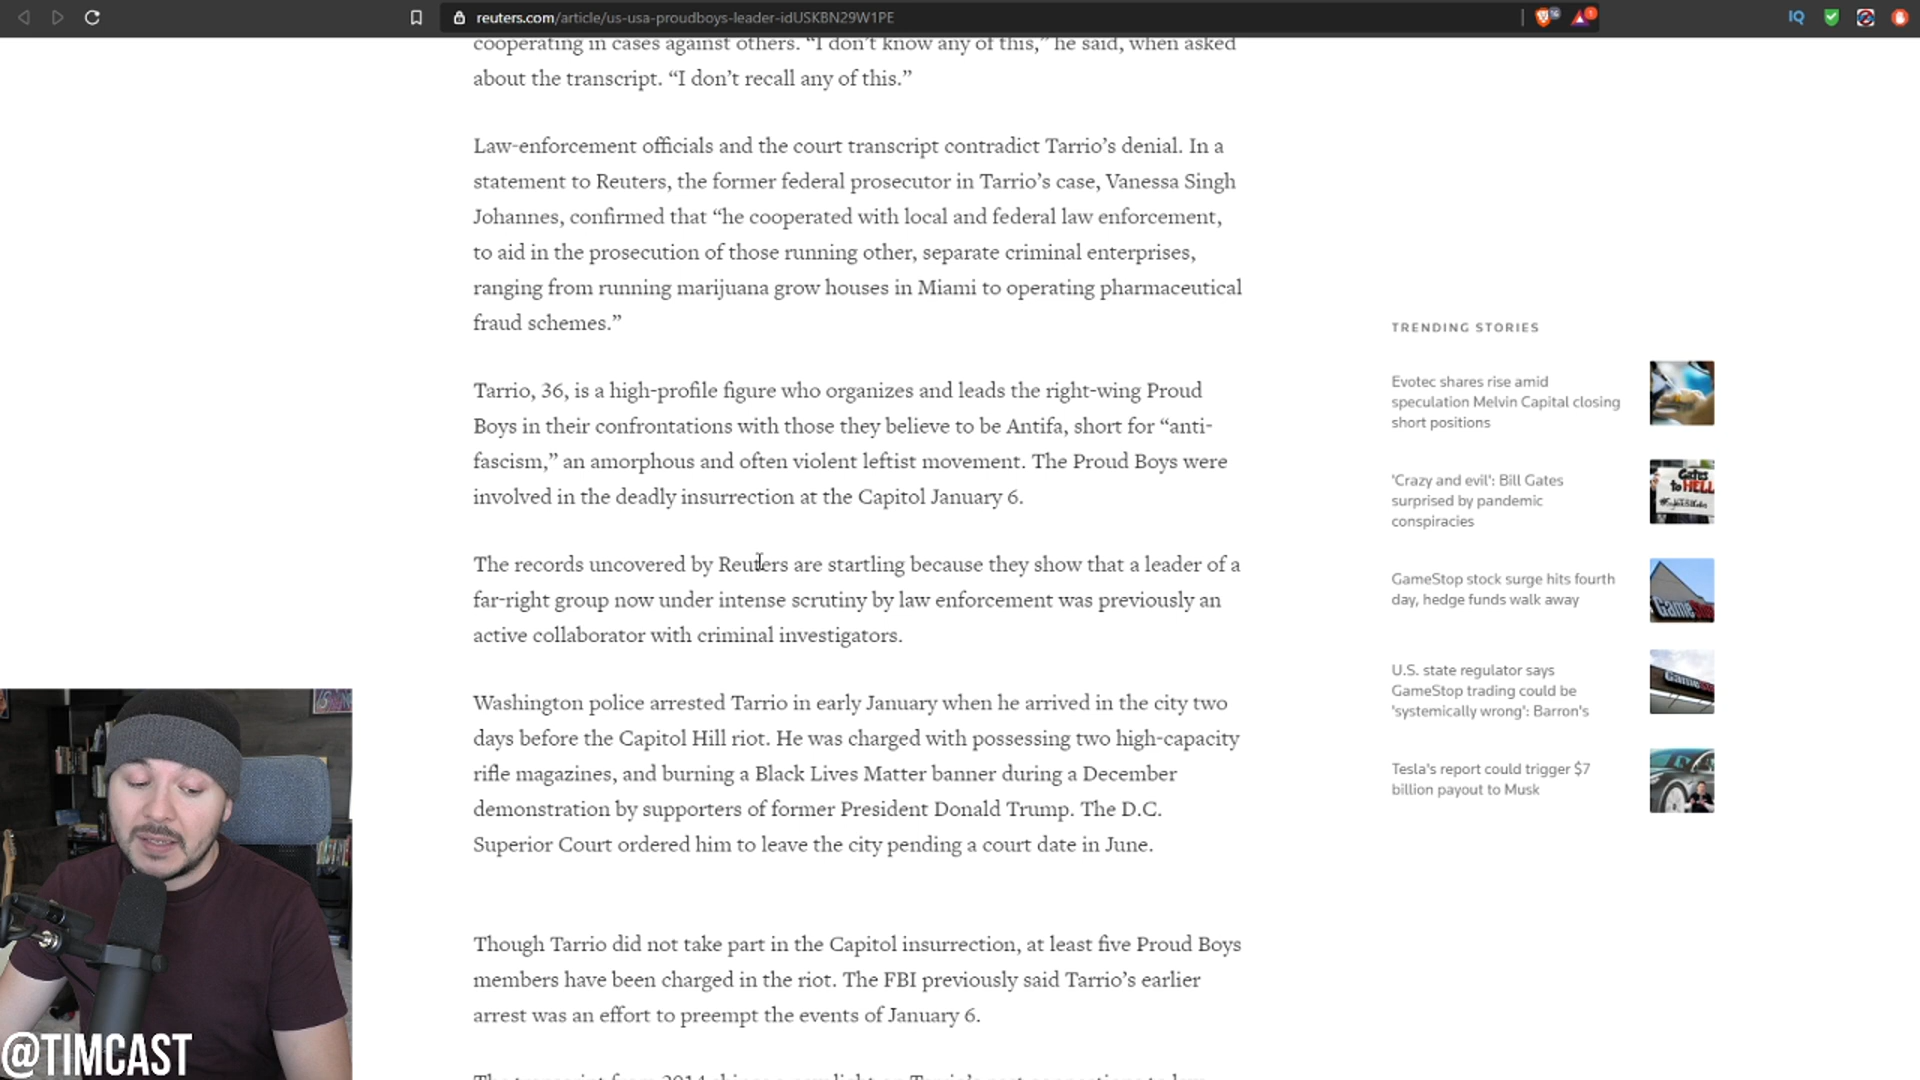 reuters.com/article/us-usa-proudboys-leader-idUSKBN29W1PE
IQ
cooperating in cases against others. “I don’t know any of this,” he said, when asked
about the transcript. “I don’t recall any of this.”
Law-enforcement officials and the court transcript contradict Tarrio’s denial. In a
statement to Reuters, the former federal prosecutor in Tarrio’s case, Vanessa Singh
Johannes, confirmed that “he cooperated with local and federal law enforcement,
to aid in the prosecution of those running other, separate criminal enterprises,
ranging from running marijuana grow houses in Miami to operating pharmaceutical
fraud schemes.”
Tarrio, 36, is a high-profile figure who organizes and leads the right-wing Proud
Boys in their confrontations with those they believe to be Antifa, short for “anti-
fascism,” an amorphous and often violent leftist movement. The Proud Boys were
involved in the deadly insurrection at the Capitol January 6.
The records uncovered by Reuters are startling because they show that a leader of a
far-right group now under intense scrutiny by law enforcement was previously an
active collaborator with criminal investigators.
Washington police arrested Tarrio in early January when he arrived in the city two
days before the Capitol Hill riot. He was charged with possessing two high-capacity
rifle magazines, and burning a Black Lives Matter banner during a December
demonstration by supporters of former President Donald Trump. The D.C.
Superior Court ordered him to leave the city pending a court date in June.
Though Tarrio did not take part in the Capitol insurrection, at least five Proud Boys
members have been charged in the riot. The FBI previously said Tarrio’s earlier
arrest was an effort to preempt the events of January 6.
TRENDING STORIES
Evotec shares rise amid
speculation Melvin Capital closing
short positions
'Crazy and evil': Bill Gates
surprised by pandemic
conspiracies
Gates
to HELL
GameStop stock surge hits fourth
day, hedge funds walk away
Game
U.S. state regulator says
GameStop trading could be
'systemically wrong': Barron's
Tesla's report could trigger $7
billion payout to Musk
@TIMCAST